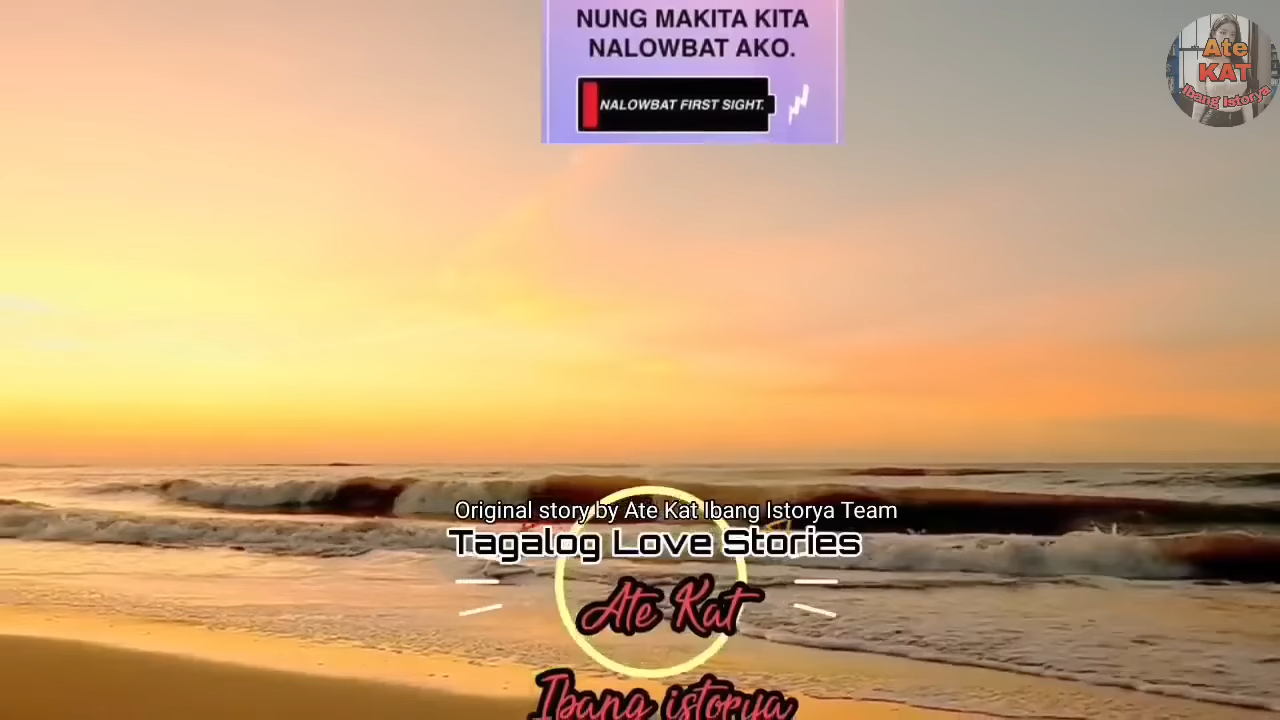 NUNG MAKITA KITA
NALOWBAT AKO.
NALOWBAT FIRST SIGHT.
Ate
KAT
Ibang Istorya
Original story by Ate Kat Ibang Istorya Team
Tagalog Love Stories
Ate Kat
Ibang istorya